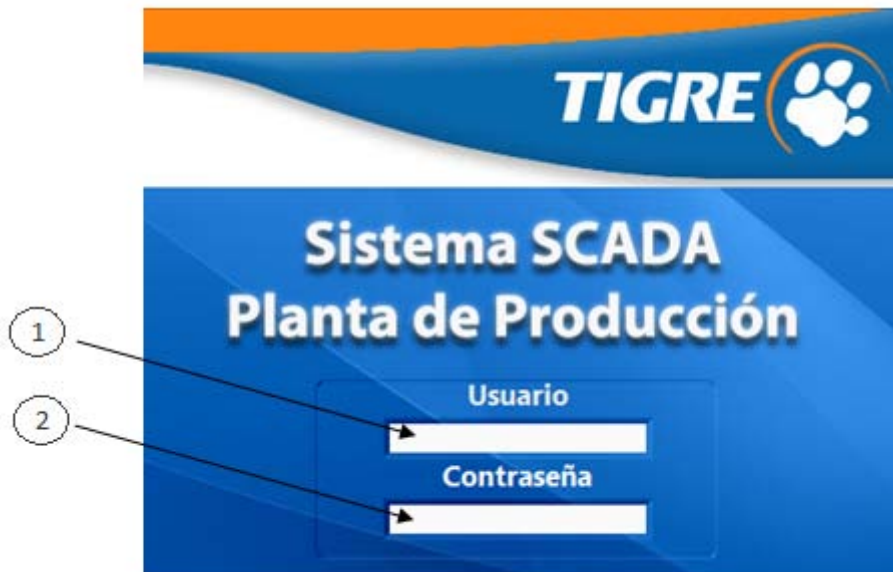 TIGRE
Sistema SCADA
Planta de Producción
1
Usuario
2
Contraseña